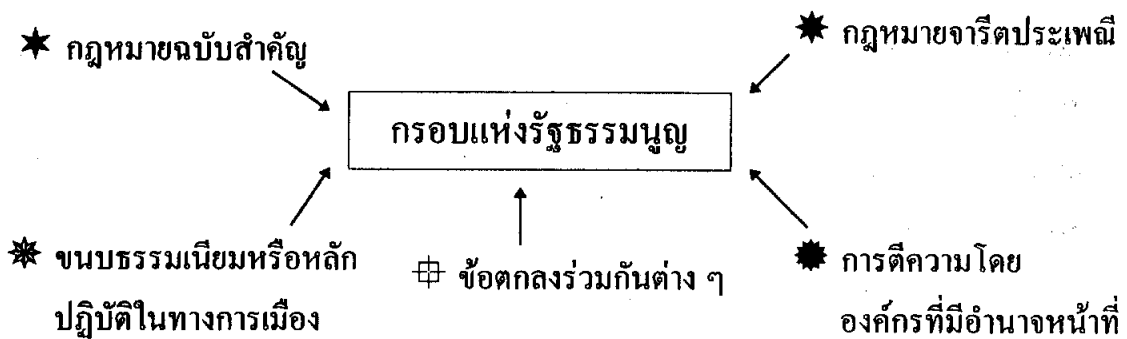 กฎหมายฉบับสำคัญ
กฎหมายจารีตประเพณี
กรอบแห่งรัฐธรรมนูญ
ขนบธรรมเนียมหรือหลัก
ปฏิบัติในทางการเมือง
ข้อตกลงร่วมกันต่าง ๆ
การตีความโดย
องค์กรที่มีอำนาจหน้าที่